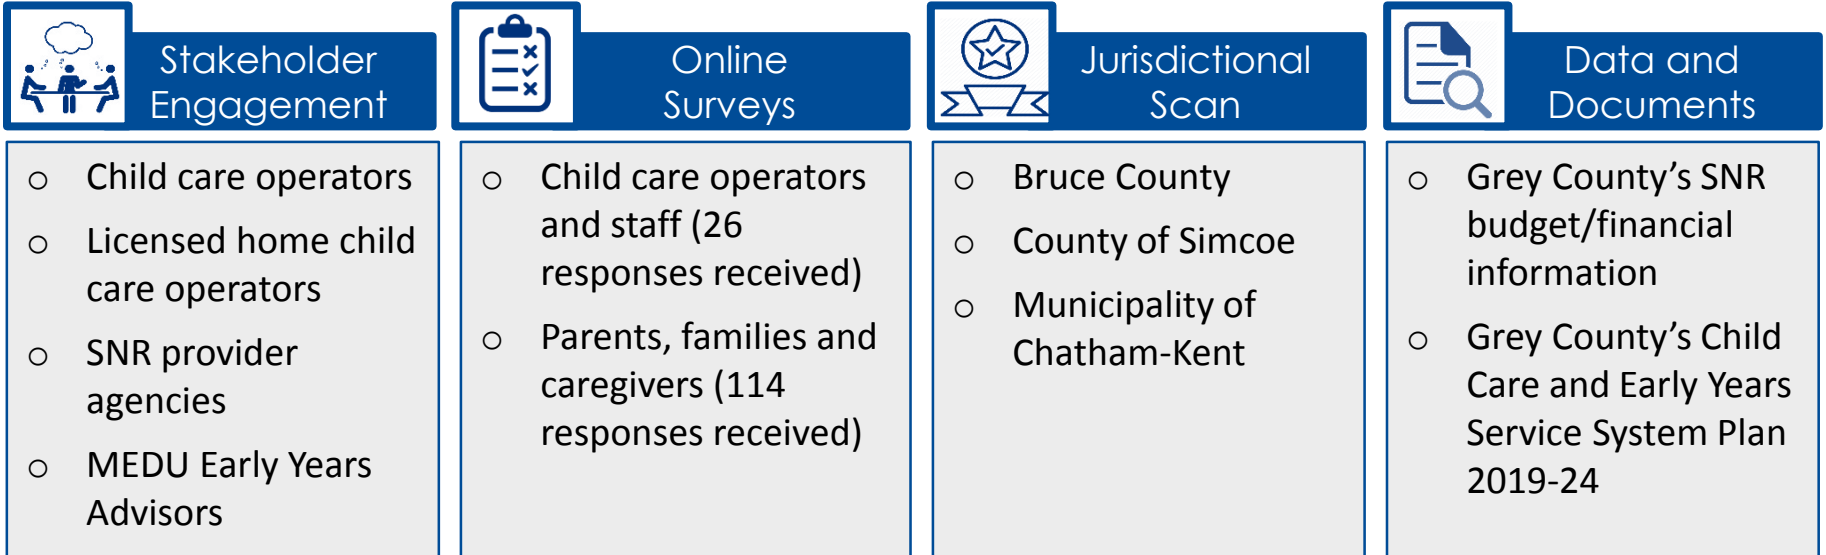 Stakeholder
Engagement
o Child care operators
o Licensed home child
care operators
o SNR provider
agencies
o MEDU Early Years
Advisors
Online
Surveys
o Child care operators
and staff (26
responses received)
o Parents, families and
caregivers (114
responses received)
Jurisdictional
Scan
o Bruce County
o County of Simcoe
o Municipality of
Chatham-Kent
Data and
Documents
o Grey County’s SNR
budget/financial
information
o Grey County’s Child
Care and Early Years
Service System Plan
2019-24